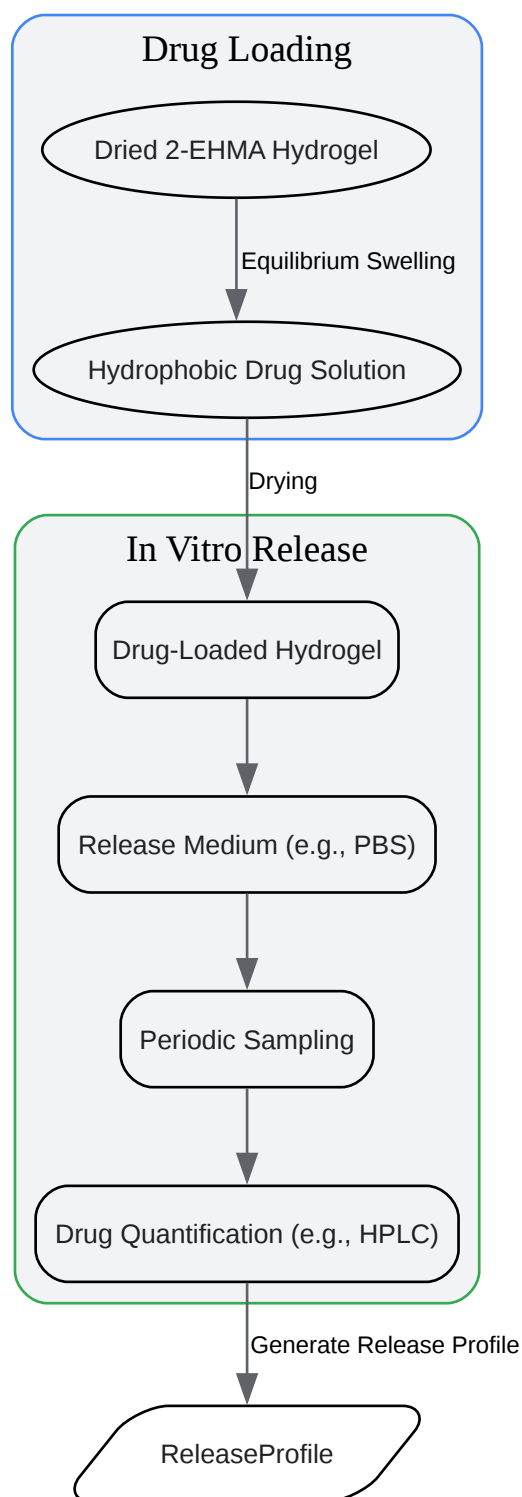 Drug Loading
Dried 2-EHMA Hydrogel
Equilibrium Swelling
Hydrophobic Drug Solution
Drying
In Vitro Release
Drug-Loaded Hydrogel
Release Medium (e.g., PBS)
Periodic Sampling
Drug Quantification (e.g., HPLC)
Generate Release Profile
ReleaseProfile